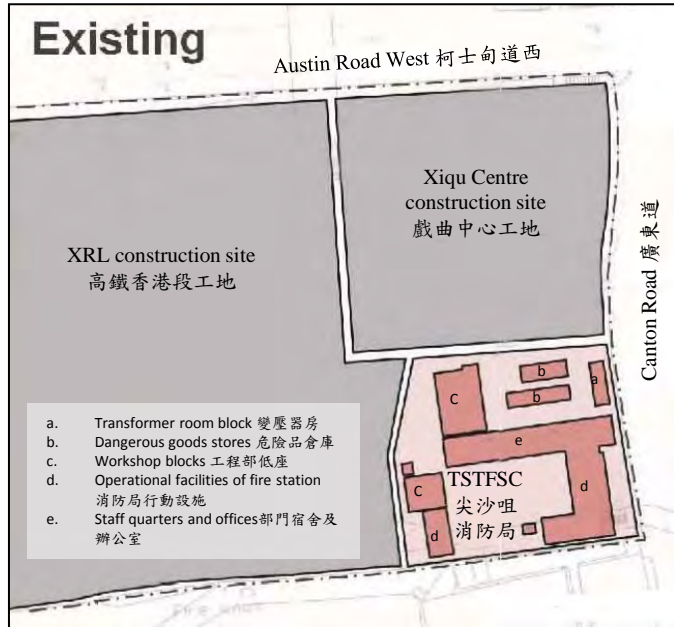 Existing
Austin Road West 柯士甸道西
Xiqu Centre
construction site
戲曲中心工地
XRL construction site
高鐵香港段工地
Canton Road 廣東道
a. Transformer room block 變壓器房
b. Dangerous goods stores 危險品倉庫
c. Workshop blocks 工程部低座
d. Operational facilities of fire station
消防局行動設施
e. Staff quarters and offices部門宿舍及
辦公室
C
b
b
a
e
C
d
d
TSTFSC
尖沙咀
消防局